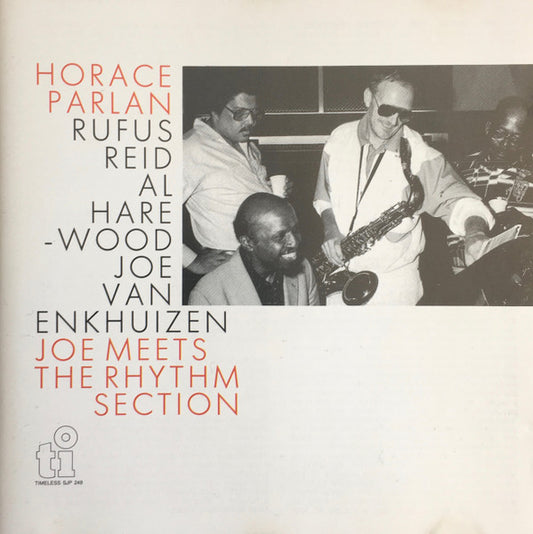 HORACE
PARLAN
RUFUS
REID
AL
HARE
-WOOD
JOE
VAN
ENKHUIZEN
JOE MEETS
THE RHYTHM
SECTION
ti
TIMELESS SJP 249